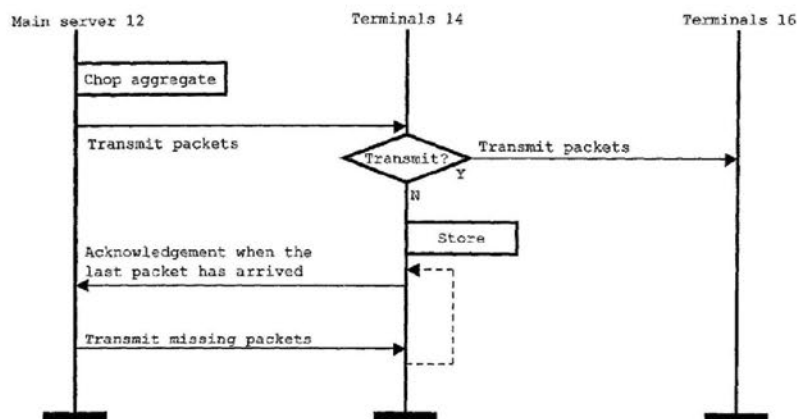 Main server 12
Terminals 14
Terminals 16
Chop aggregate
Transmit packets
Transmit?
Transmit packets
Y
N
Store
Acknowledgement when the
last packet has arrived
Transmit missing packets